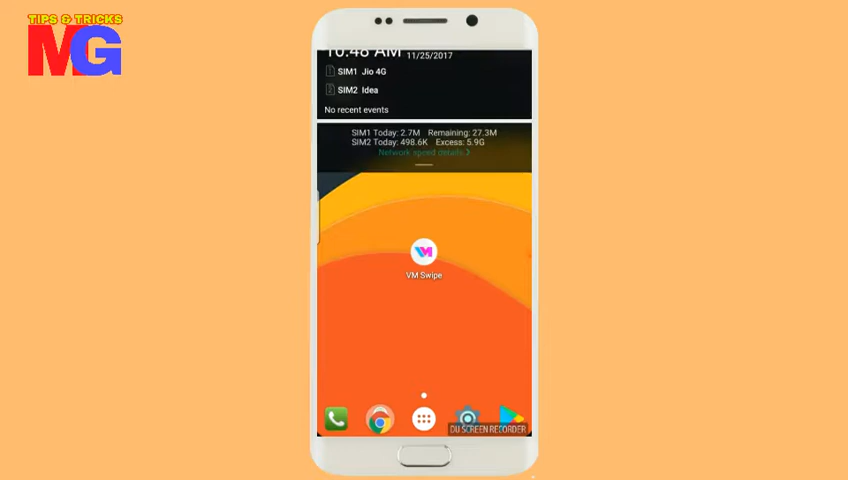 TIPS & TRICKS
MG
10:48 AM 11/25/2017
SIM1 Jio 4G
SIM2 Idea
No recent events
SIM1 Today: 2.7M Remaining: 27.3M
SIM2 Today: 498.6K Excess: 5.9G
Network speed details >
VM
VM Swipe
DU SCREEN RECORDER